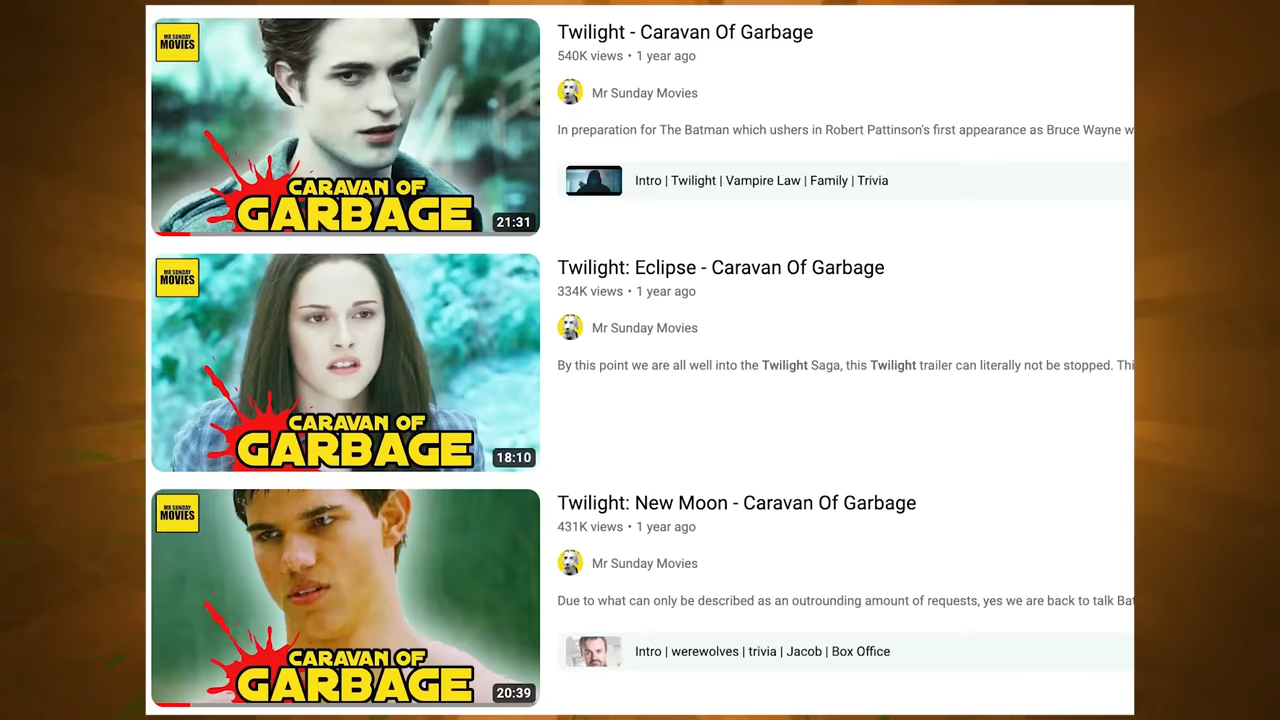 MR SUNDAY
MOVIES
CARAVAN OF
GARBAGE
21:31
Twilight - Caravan Of Garbage
540K views • 1 year ago
Mr Sunday Movies
In preparation for The Batman which ushers in Robert Pattinson's first appearance as Bruce Wayne w
Intro | Twilight | Vampire Law | Family | Trivia
MR SUNDAY
MOVIES
CARAVAN OF
GARBAGE
18:10
Twilight: Eclipse - Caravan Of Garbage
334K views • 1 year ago
Mr Sunday Movies
By this point we are all well into the Twilight Saga, this Twilight trailer can literally not be stopped. Thi
MR SUNDAY
MOVIES
CARAVAN OF
GARBAGE
20:39
Twilight: New Moon - Caravan Of Garbage
431K views • 1 year ago
Mr Sunday Movies
Due to what can only be described as an outrounding amount of requests, yes we are back to talk Bat
Intro | werewolves | trivia | Jacob | Box Office